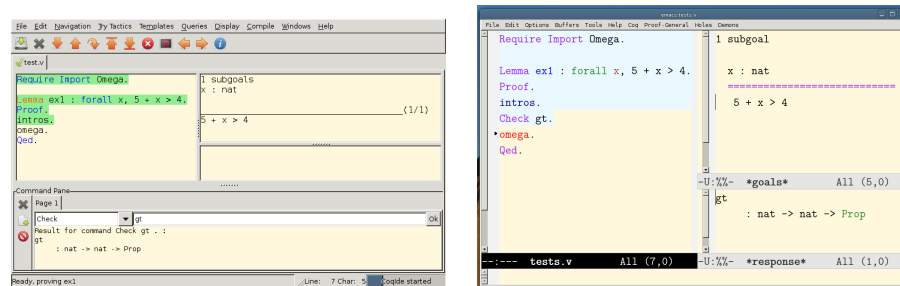 File Edit Navigation Try Tactics Templates Queries Display Compile Windows Help
test.v
Require Import Omega.
Lemma ex1 : forall x, 5 + x > 4.
Proof.
intros.
omega.
Qed.
1 subgoals
x : nat
(1/1)
5 + x > 4
Command Pane
Page 1
Check gt Ok
Result for command Check gt . :
gt
: nat -> nat -> Prop
Ready, proving ex1 Line: 7 Char: 5 CoqIde started
emacs: tests.v
File Edit Options Buffers Tools Help Coq Proof-General Holes Demons
Require Import Omega.
Lemma ex1 : forall x, 5 + x > 4.
Proof.
intros.
Check gt.
omega.
Qed.
1 subgoal
x : nat
============================
5 + x > 4
-U:%%- *goals* All (5,0)
gt
: nat -> nat -> Prop
--:--- tests.v All (7,0)
-U:%%- *response* All (1,0)